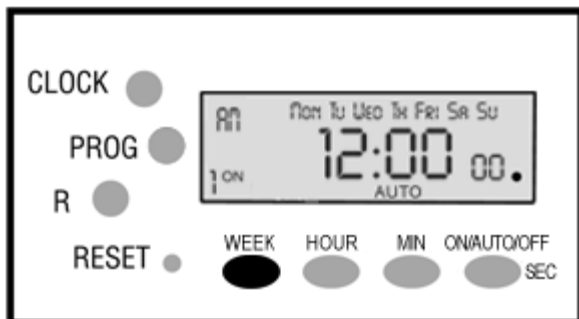 CLOCK
PROG
R
RESET
AM
Mon Tu Wed Th Fri Sa Su
12:00 00.
1 ON
AUTO
WEEK HOUR MIN ON/AUTO/OFF
SEC